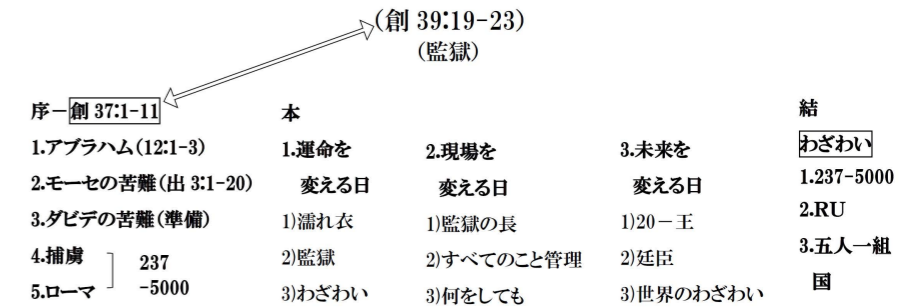 (創 39:19-23)
(監獄)
序－創 37:1-11
1.アブラハム(12:1-3)
2.モーセの苦難(出 3:1-20)
3.ダビデの苦難(準備)
4.捕虜
5.ローマ
237
-5000
本
1.運命を
変える日
1)濡れ衣
2)監獄
3)わざわい
2.現場を
変える日
1)監獄の長
2)すべてのこと管理
3)何をしても
3.未来を
変える日
1)20－王
2)廷臣
3)世界のわざわい
結
わざわい
1.237-5000
2.RU
3.五人一組
国